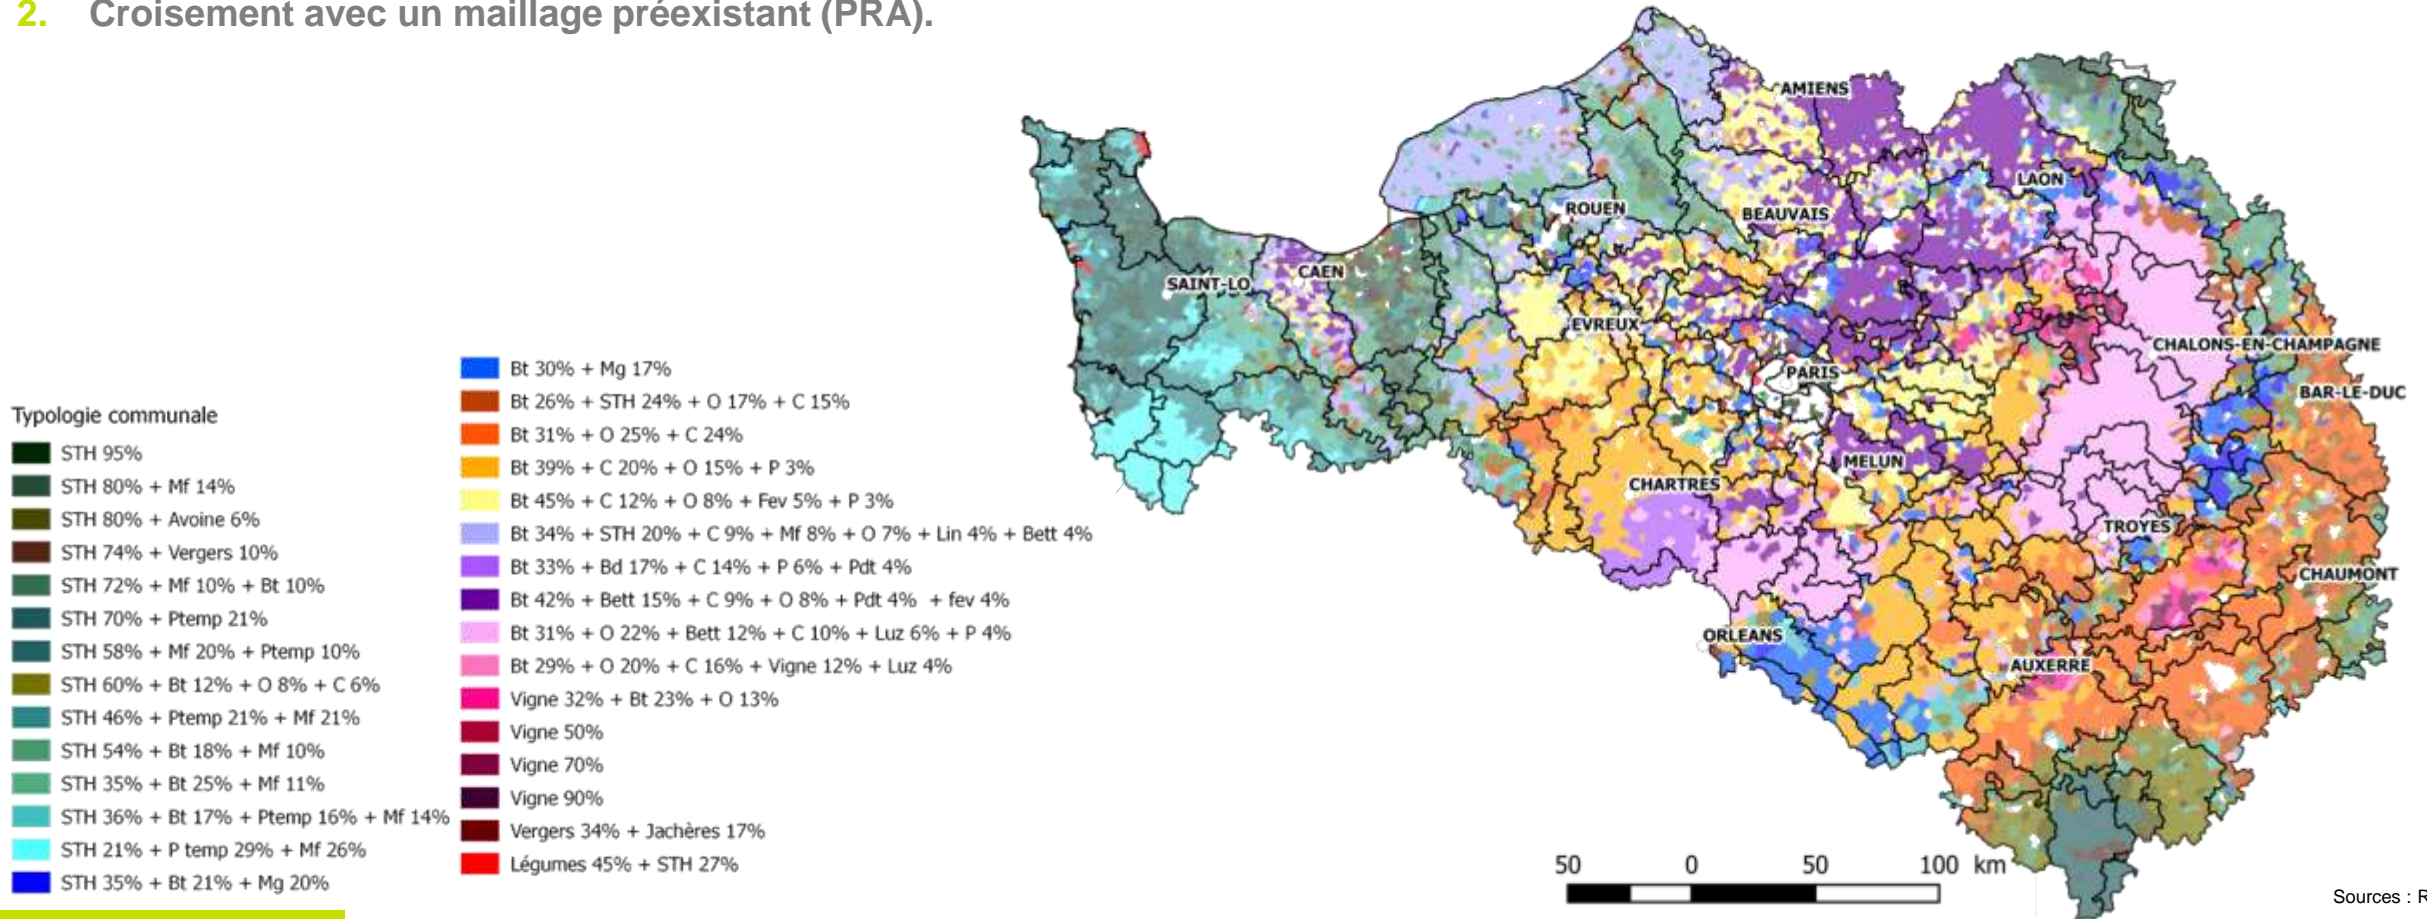 2. Croisement avec un maillage préexistant (PRA).
Typologie communale
STH 95%
STH 80% + Mf 14%
STH 80% + Avoine 6%
STH 74% + Vergers 10%
STH 72% + Mf 10% + Bt 10%
STH 70% + Ptemp 21%
STH 58% + Mf 20% + Ptemp 10%
STH 60% + Bt 12% + O 8% + C 6%
STH 46% + Ptemp 21% + Mf 21%
STH 54% + Bt 18% + Mf 10%
STH 35% + Bt 25% + Mf 11%
STH 36% + Bt 17% + Ptemp 16% + Mf 14%
STH 21% + P temp 29% + Mf 26%
STH 35% + Bt 21% + Mg 20%
Bt 30% + Mg 17%
Bt 26% + STH 24% + O 17% + C 15%
Bt 31% + O 25% + C 24%
Bt 39% + C 20% + O 15% + P 3%
Bt 45% + C 12% + O 8% + Fev 5% + P 3%
Bt 34% + STH 20% + C 9% + Mf 8% + O 7% + Lin 4% + Bett 4%
Bt 33% + Bd 17% + C 14% + P 6% + Pdt 4%
Bt 42% + Bett 15% + C 9% + O 8% + Pdt 4% + fev 4%
Bt 31% + O 22% + Bett 12% + C 10% + Luz 6% + P 4%
Bt 29% + O 20% + C 16% + Vigne 12% + Luz 4%
Vigne 32% + Bt 23% + O 13%
Vigne 50%
Vigne 70%
Vigne 90%
Vergers 34% + Jachères 17%
Légumes 45% + STH 27%
AMIENS
LAON
ROUEN
BEAUVAIS
CAEN
SAINT-LO
EVREUX
CHALONS-EN-CHAMPAGNE
PARIS
BAR-LE-DUC
MELUN
CHARTRES
TROYES
CHAUMONT
ORLEANS
AUXERRE
50 0 50 100 km
Sources : R